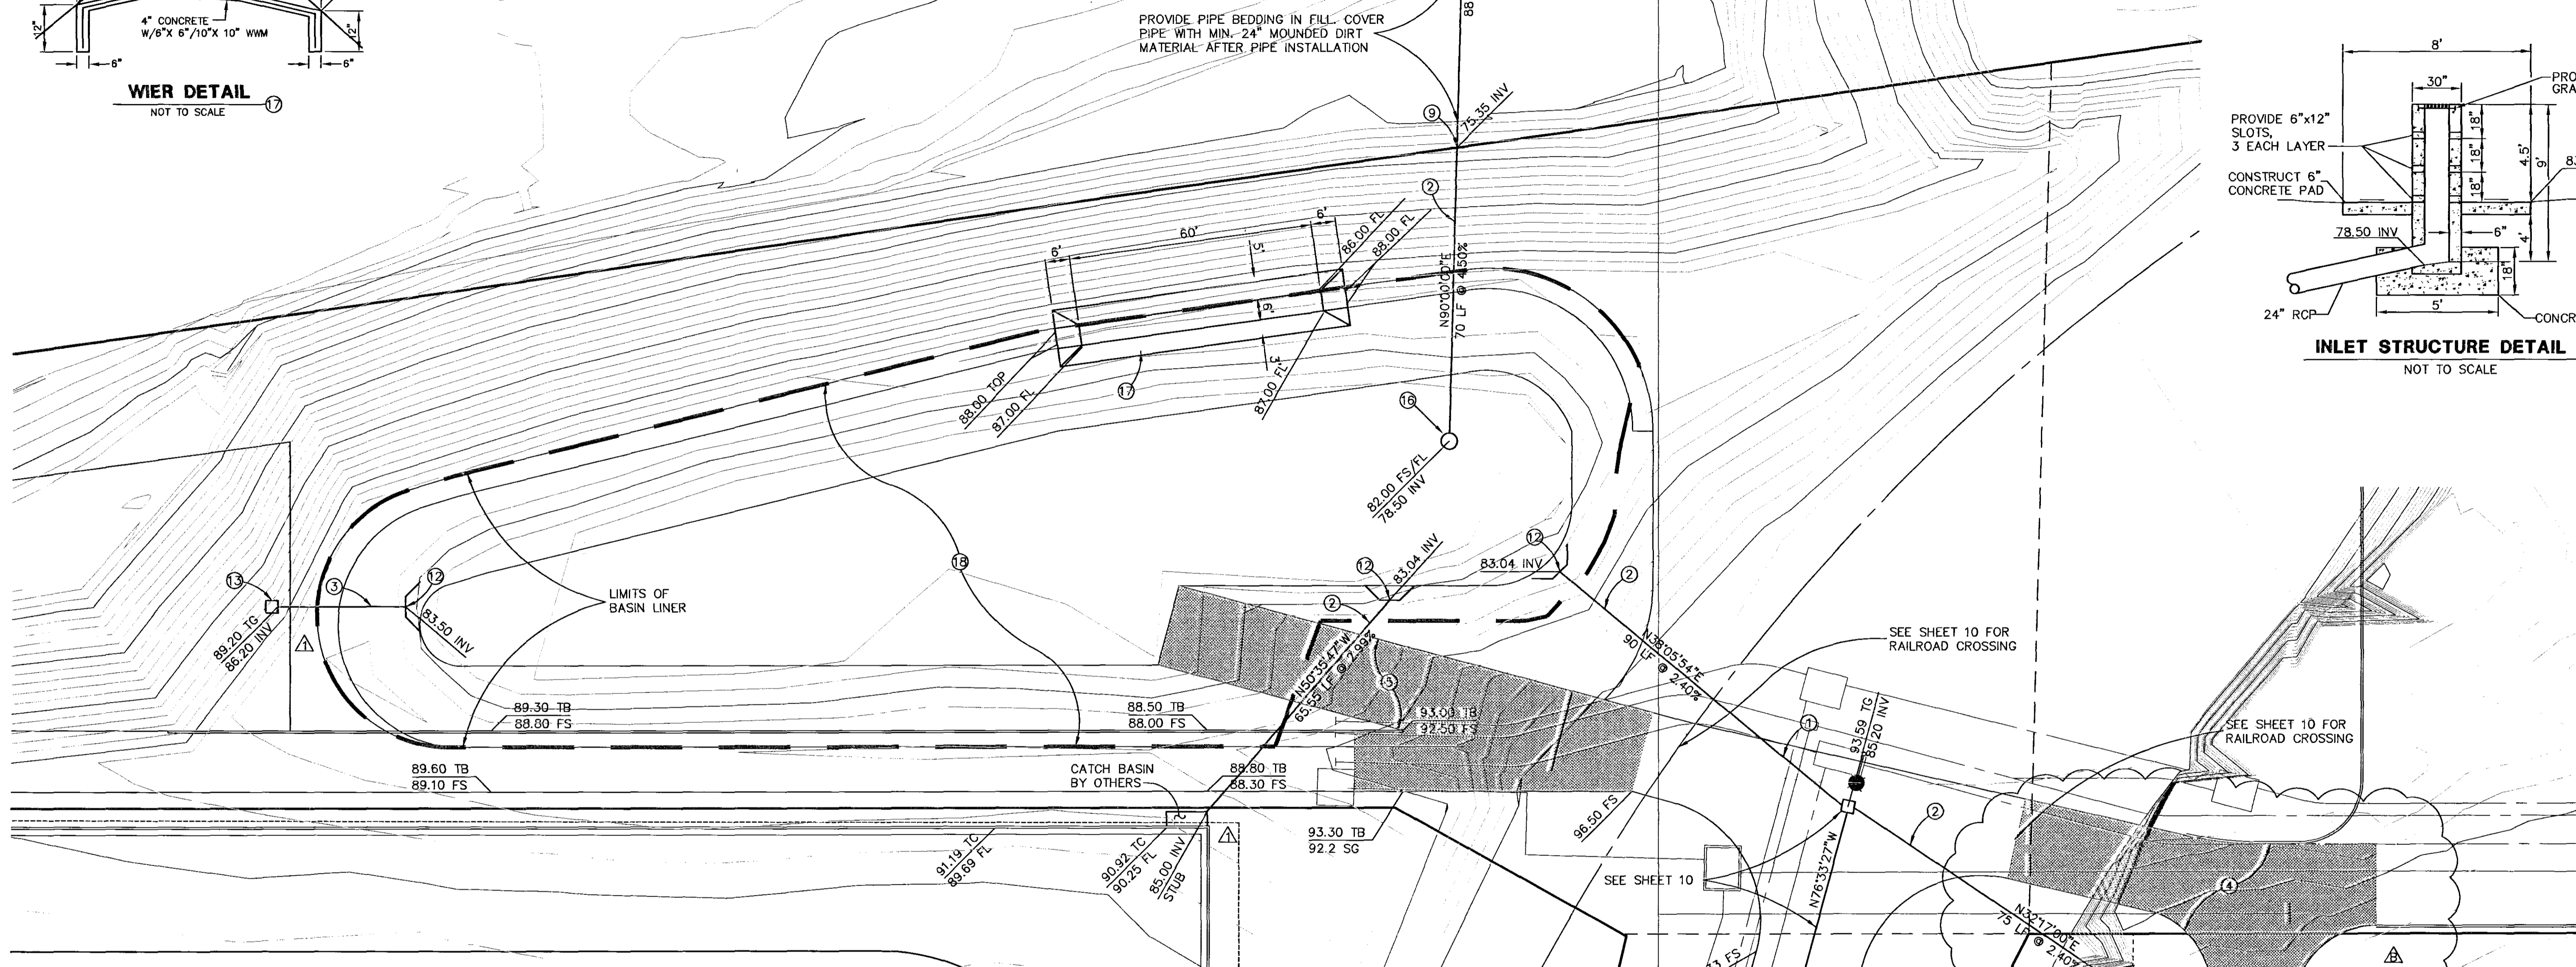 12"
4" CONCRETE
W/6"X 6"/10"X 10" WWM
12"
6"
6"
WIER DETAIL
17
NOT TO SCALE
PROVIDE PIPE BEDDING IN FILL. COVER
PIPE WITH MIN. 24" MOUNDED DIRT
MATERIAL AFTER PIPE INSTALLATION
88
9
75.35 INV
2
N90°00'00"E
70 LF @ 4.50%
6'
60'
6'
5'
86.00 FL
88.00 FL
6'
3'
88.00 TOP
87.00 FL
17
87.00 FL
16
82.00 FS/FL
78.50 INV
8'
30"
PROVIDE 6"x12"
SLOTS,
3 EACH LAYER
CONSTRUCT 6"
CONCRETE PAD
18"
18"
18"
4.5'
9'
4'
6"
18"
78.50 INV
24" RCP
5'
CONCR
PRO
GRA
83
INLET STRUCTURE DETAIL
NOT TO SCALE
13
3
12
83.50 INV
89.20 TG
86.20 INV
1
LIMITS OF
BASIN LINER
18
12
83.04 INV
12
83.04 INV
2
2
N50°35'47"W
65.55 LF @ 2.99%
3
N38°05'54"E
90 LF @ 2.40%
SEE SHEET 10 FOR
RAILROAD CROSSING
89.30 TB
88.80 FS
88.50 TB
88.00 FS
93.00 TB
92.50 FS
1
93.59 TG
85.20 INV
SEE SHEET 10 FOR
RAILROAD CROSSING
89.60 TB
89.10 FS
CATCH BASIN
BY OTHERS
88.80 TB
88.30 FS
93.30 TB
92.2 SG
96.50 FS
1
91.19 TC
89.69 FL
90.92 TC
90.25 FL
85.00 INV
STUB
SEE SHEET 10
N76°33'27"W
2
4
N32°17'00"E
75 LF @ 2.40%